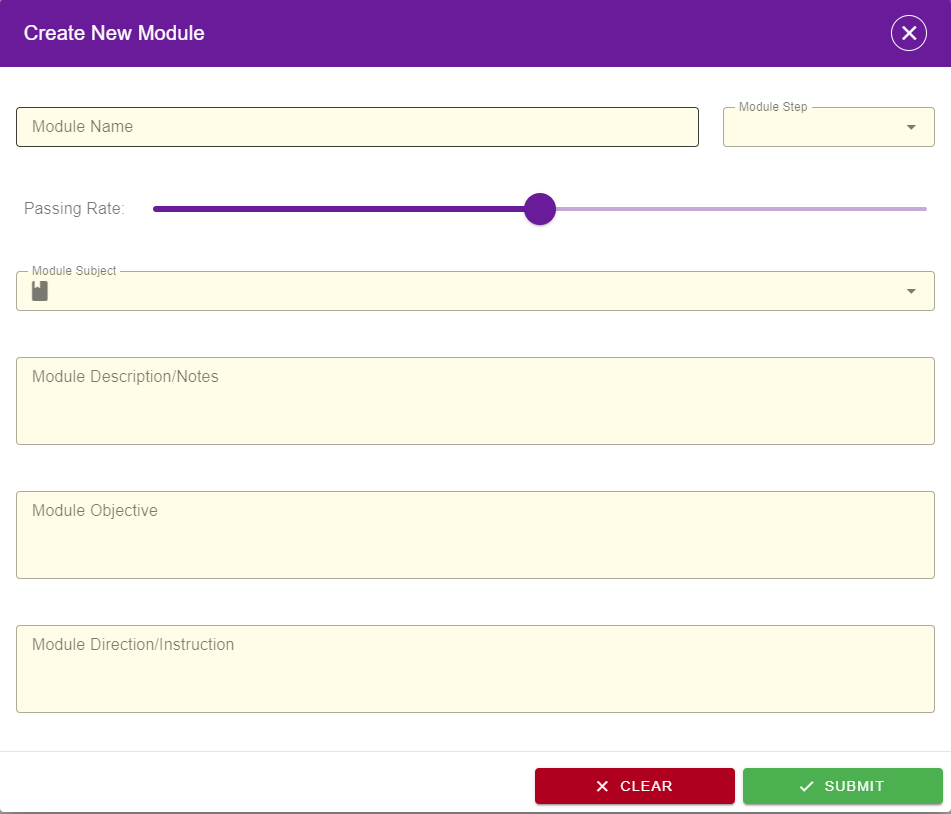 Create New Module
Module Name
Module Step
Passing Rate:
Module Subject
Module Description/Notes
Module Objective
Module Direction/Instruction
CLEAR
SUBMIT